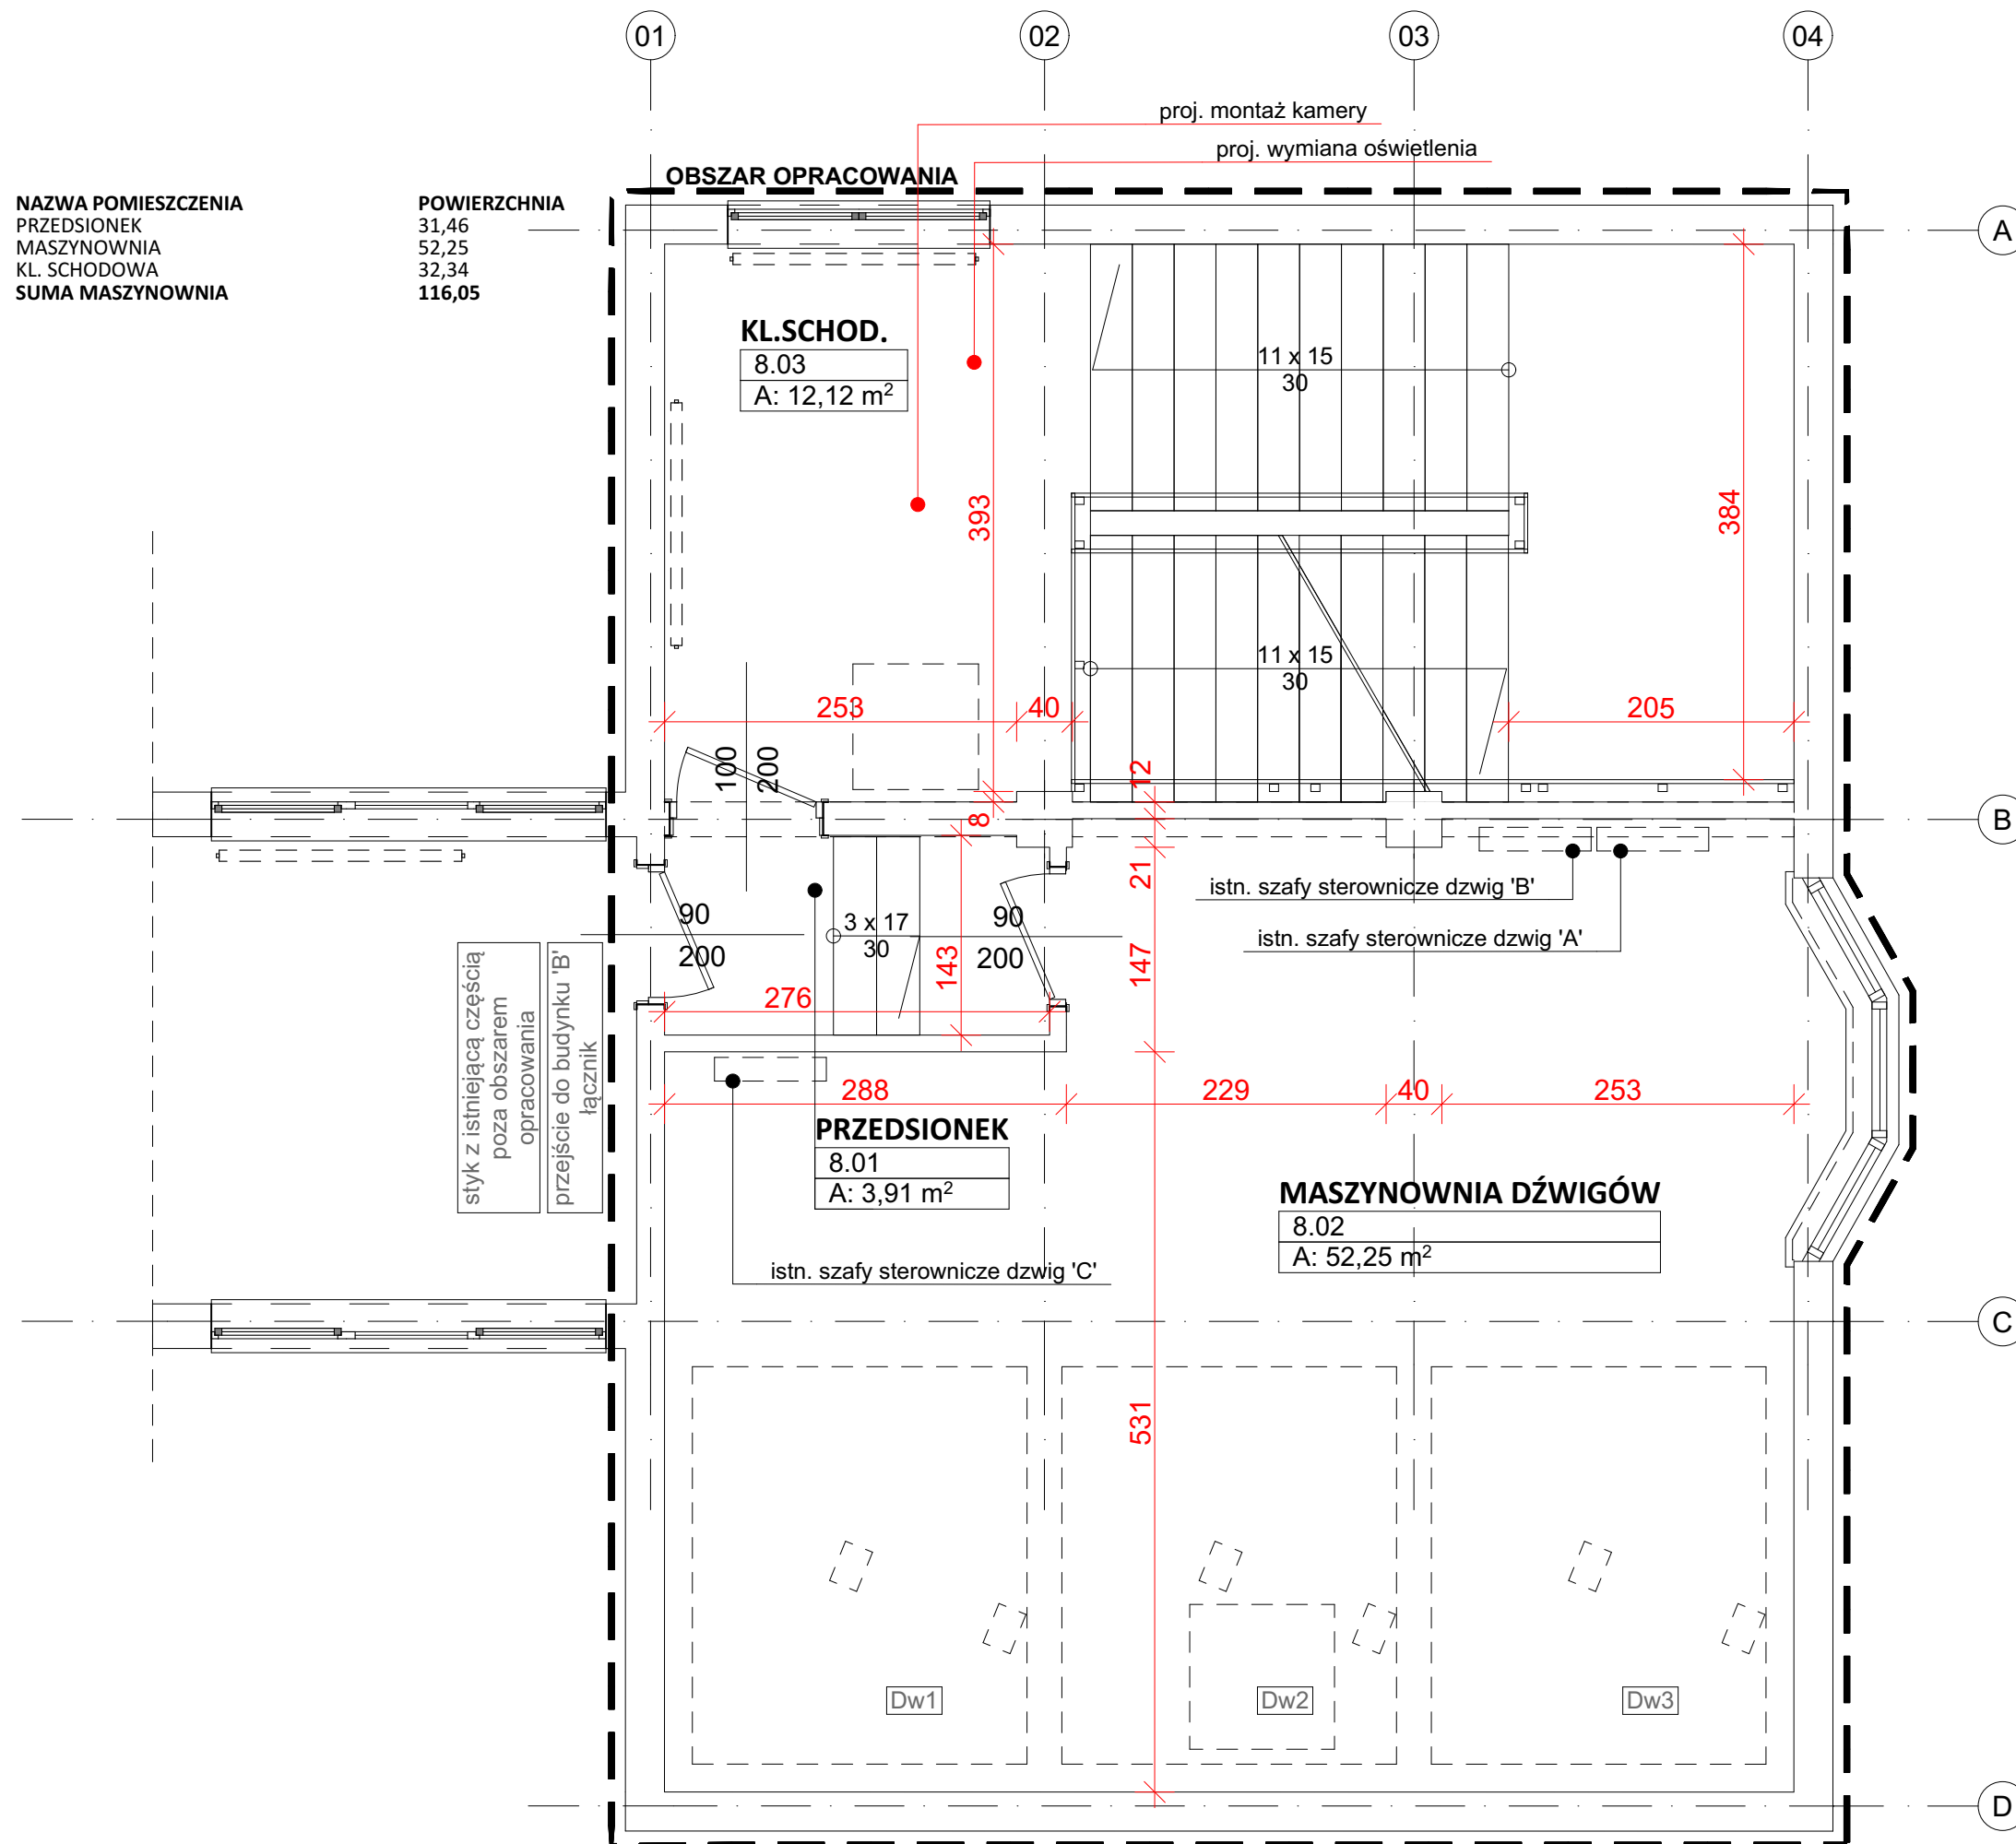 01
02
03
04
proj. montaż kamery
proj. wymiana oświetlenia
OBSZAR OPRACOWANIA
NAZWA POMIESZCZENIA POWIERZCHNIA
PRZEDSIONEK 31,46
MASZYNOWNIA 52,25
KL. SCHODOWA 32,34
SUMA MASZYNOWNIA 116,05
A
KL.SCHOD.
8.03
A: 12,12 m²
11 x 15
30
393
384
11 x 15
30
253
40
205
100
200
12
8
B
21
istn. szafy sterownicze dzwig 'B'
istn. szafy sterownicze dzwig 'A'
90
200
3 x 17
30
90
200
143
147
276
styk z istniejącą częścią
poza obszarem
opracowania
przejście do budynku 'B'
łącznik
288
229
40
253
PRZEDSIONEK
8.01
A: 3,91 m²
MASZYNOWNIA DŹWIGÓW
8.02
A: 52,25 m²
istn. szafy sterownicze dzwig 'C'
C
531
Dw1
Dw2
Dw3
D